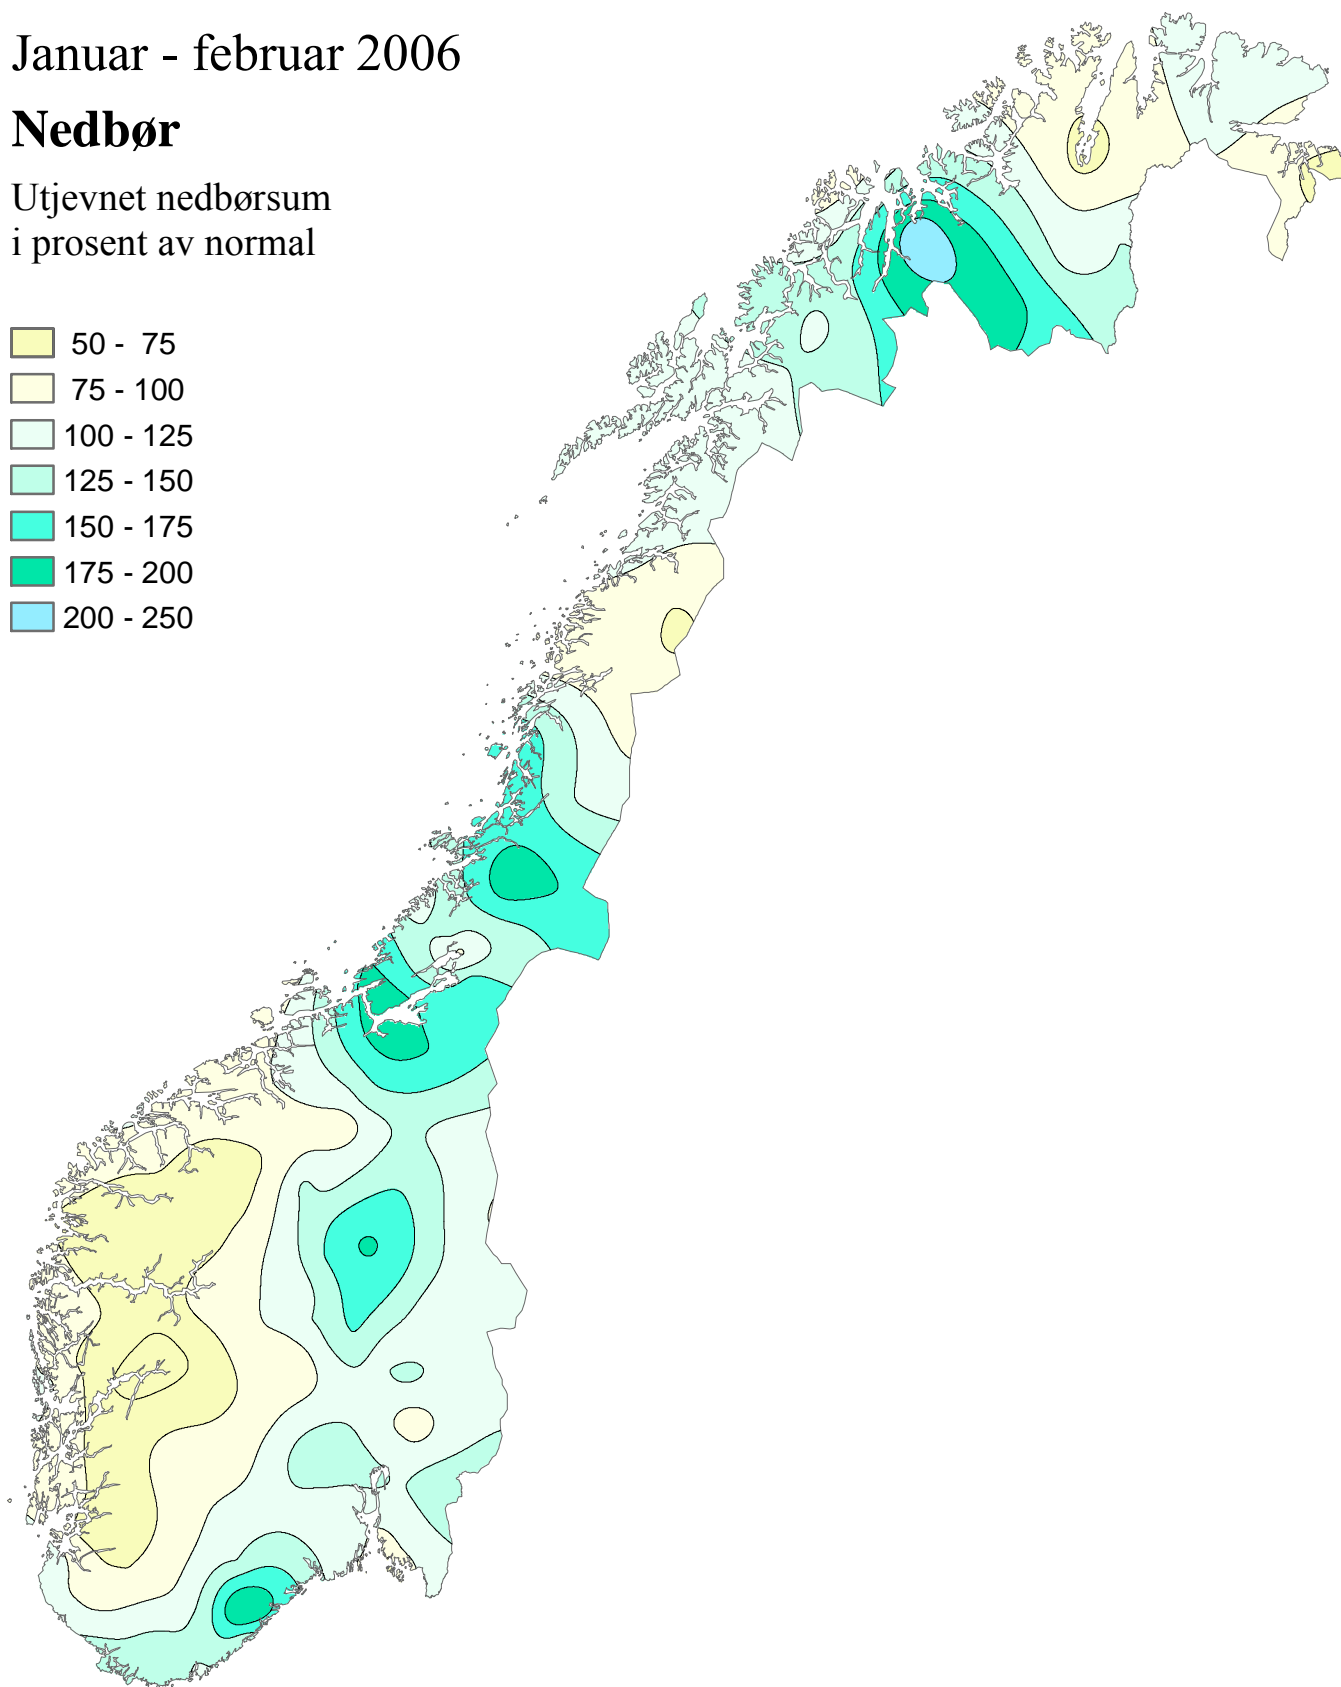 Januar - februar 2006
Nedbør
Utjevnet nedbørsum
i prosent av normal
50 - 75
75 - 100
100 - 125
125 - 150
150 - 175
175 - 200
200 - 250